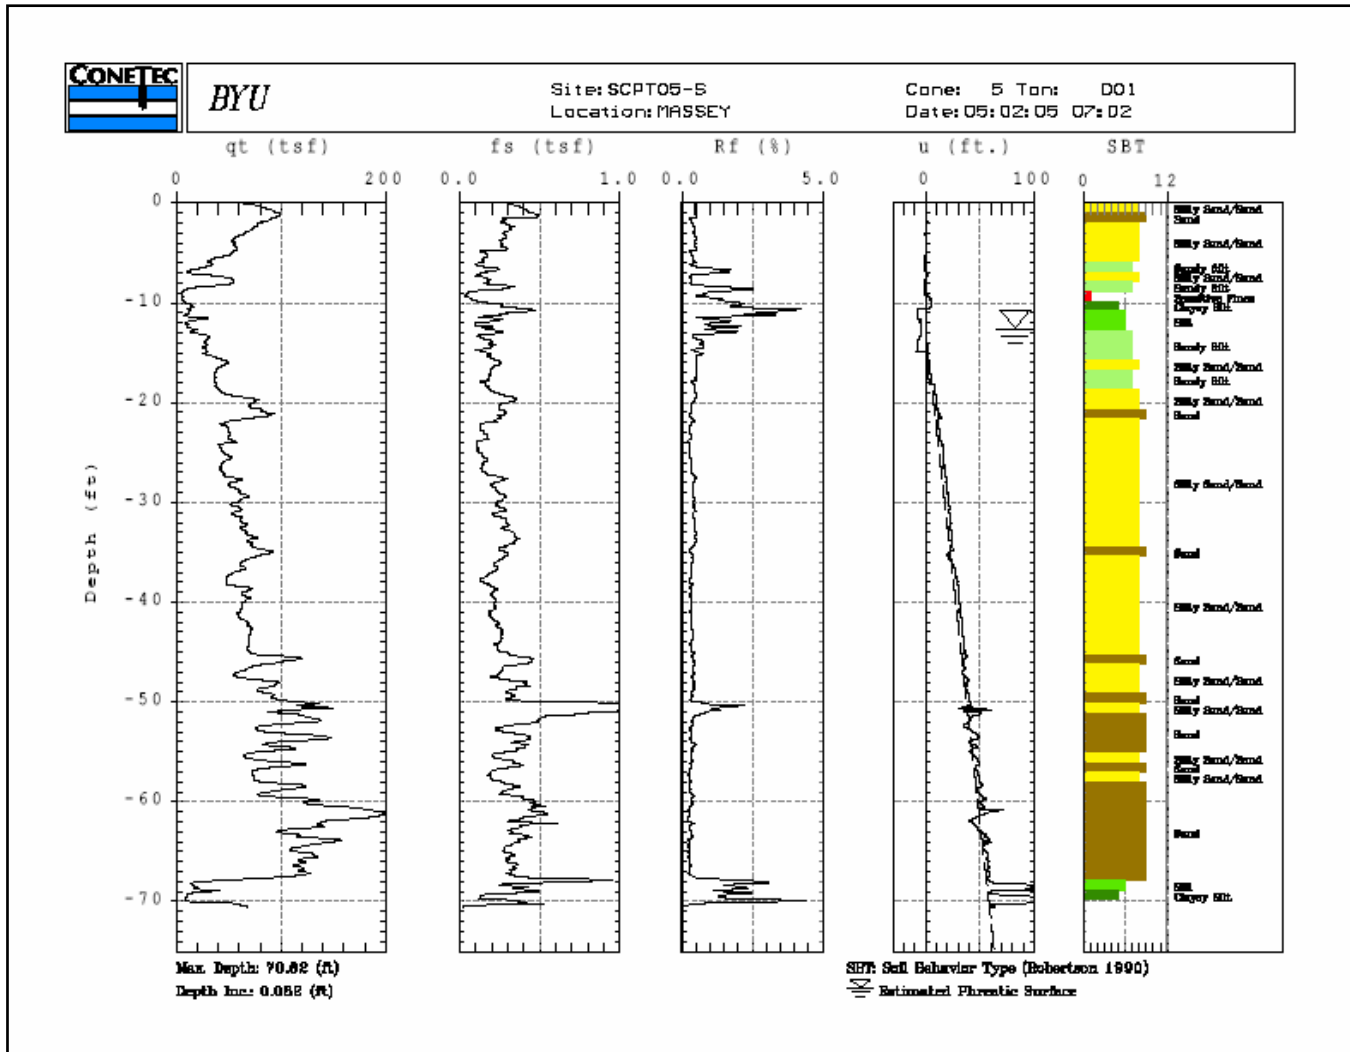 CONETEC
BYU
Site:SCPT05-S
Location:MASSEY
Cone: 5 Ton: D01
Date:05:02:05 07:02
qt (tsf) fs (tsf) Rf (%) u (ft.) SBT
0 200 0.0 1.0 0.0 5.0 0 100 0 12
0
Silty Sand/Sand
Sand
Silty Sand/Sand
Sandy Silt
Silty Sand/Sand
Sandy Silt
Sensitive Fines
-10
Clayey Silt
Silt
Sandy Silt
Silty Sand/Sand
Sandy Silt
-20
Silty Sand/Sand
Sand
Silty Sand/Sand
-30
Sand
Depth (ft)
-40
Silty Sand/Sand
Sand
Silty Sand/Sand
-50
Sand
Silty Sand/Sand
Sand
Silty Sand/Sand
Sand
Silty Sand/Sand
-60
Sand
Silt
-70
Clayey Silt
Max. Depth: 70.62 (ft)
Depth Inc.: 0.082 (ft)
SBT: Soil Behavior Type (Robertson 1990)
Estimated Phreatic Surface